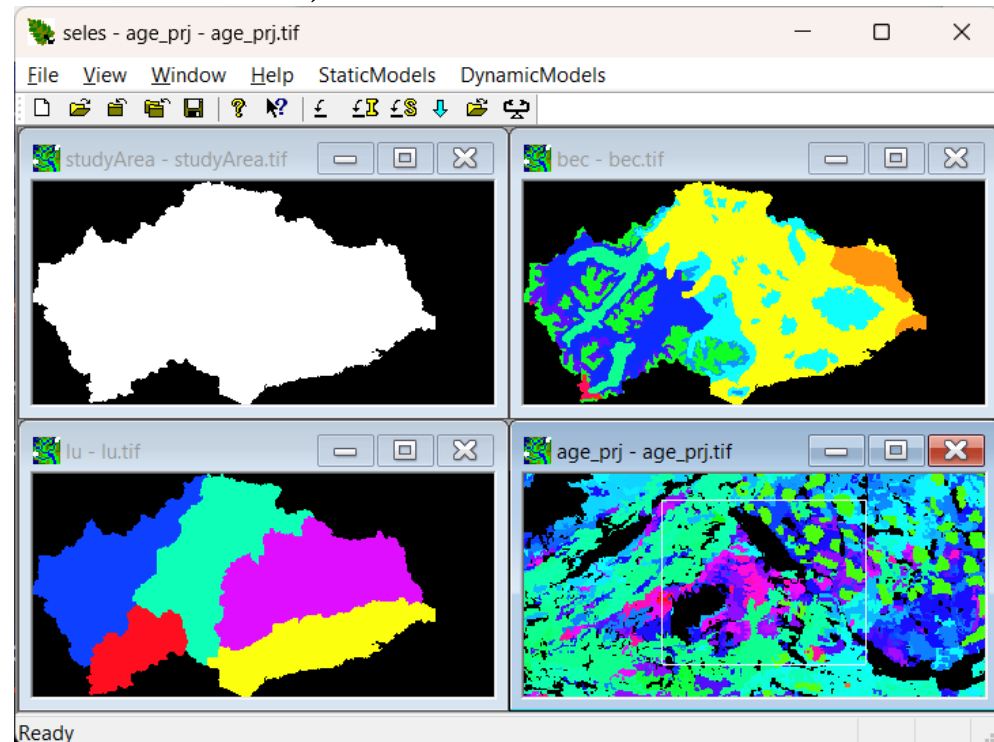 seles - age_prj - age_prj.tif
File View Window Help StaticModels DynamicModels
studyArea - studyArea.tif
bec - bec.tif
lu - lu.tif
age_prj - age_prj.tif
Ready